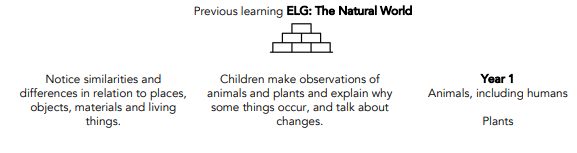 Previous learning ELG: The Natural World
Notice similarities and
differences in relation to places,
objects, materials and living
things.
Children make observations of
animals and plants and explain why
some things occur, and talk about
changes.
Year 1
Animals, including humans
Plants